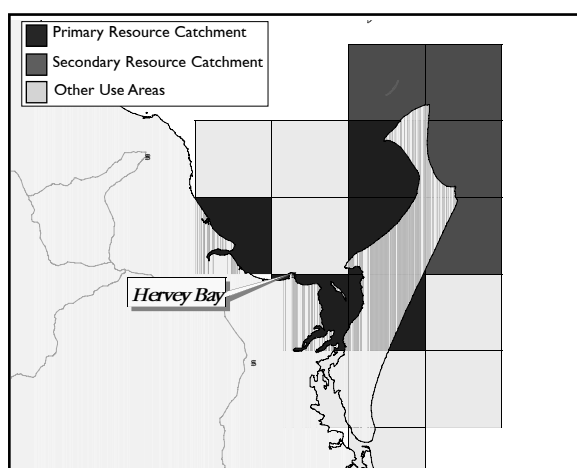 Primary Resource Catchment
Secondary Resource Catchment
Other Use Areas
Hervey Bay